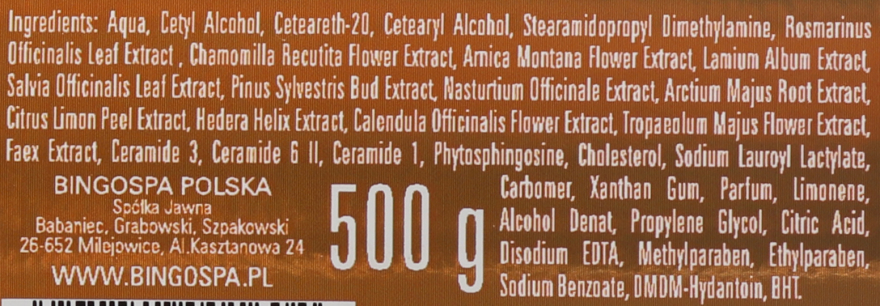 Ingredients: Aqua, Cetyl Alcohol, Ceteareth-20, Cetearyl Alcohol, Stearamidopropyl Dimethylamine, Rosmarinus
Officinalis Leaf Extract , Chamomilla Recutita Flower Extract, Arnica Montana Flower Extract, Lamium Album Extract,
Salvia Officinalis Leaf Extract, Pinus Sylvestris Bud Extract, Nasturtium Officinale Extract, Arctium Majus Root Extract,
Citrus Limon Peel Extract, Hedera Helix Extract, Calendula Officinalis Flower Extract, Tropaeolum Majus Flower Extract,
Faex Extract, Ceramide 3, Ceramide 6 II, Ceramide 1, Phytosphingosine, Cholesterol, Sodium Lauroyl Lactylate,
Carbomer, Xanthan Gum, Parfum, Limonene,
Alcohol Denat, Propylene Glycol, Citric Acid,
Disodium EDTA, Methylparaben, Ethylparaben,
Sodium Benzoate, DMDM-Hydantoin, BHT.
BINGOSPA POLSKA
Spółka Jawna
Babaniec, Grabowski, Szpakowski
26-652 Milejowice, Al.Kasztanowa 24
WWW.BINGOSPA.PL
500 g